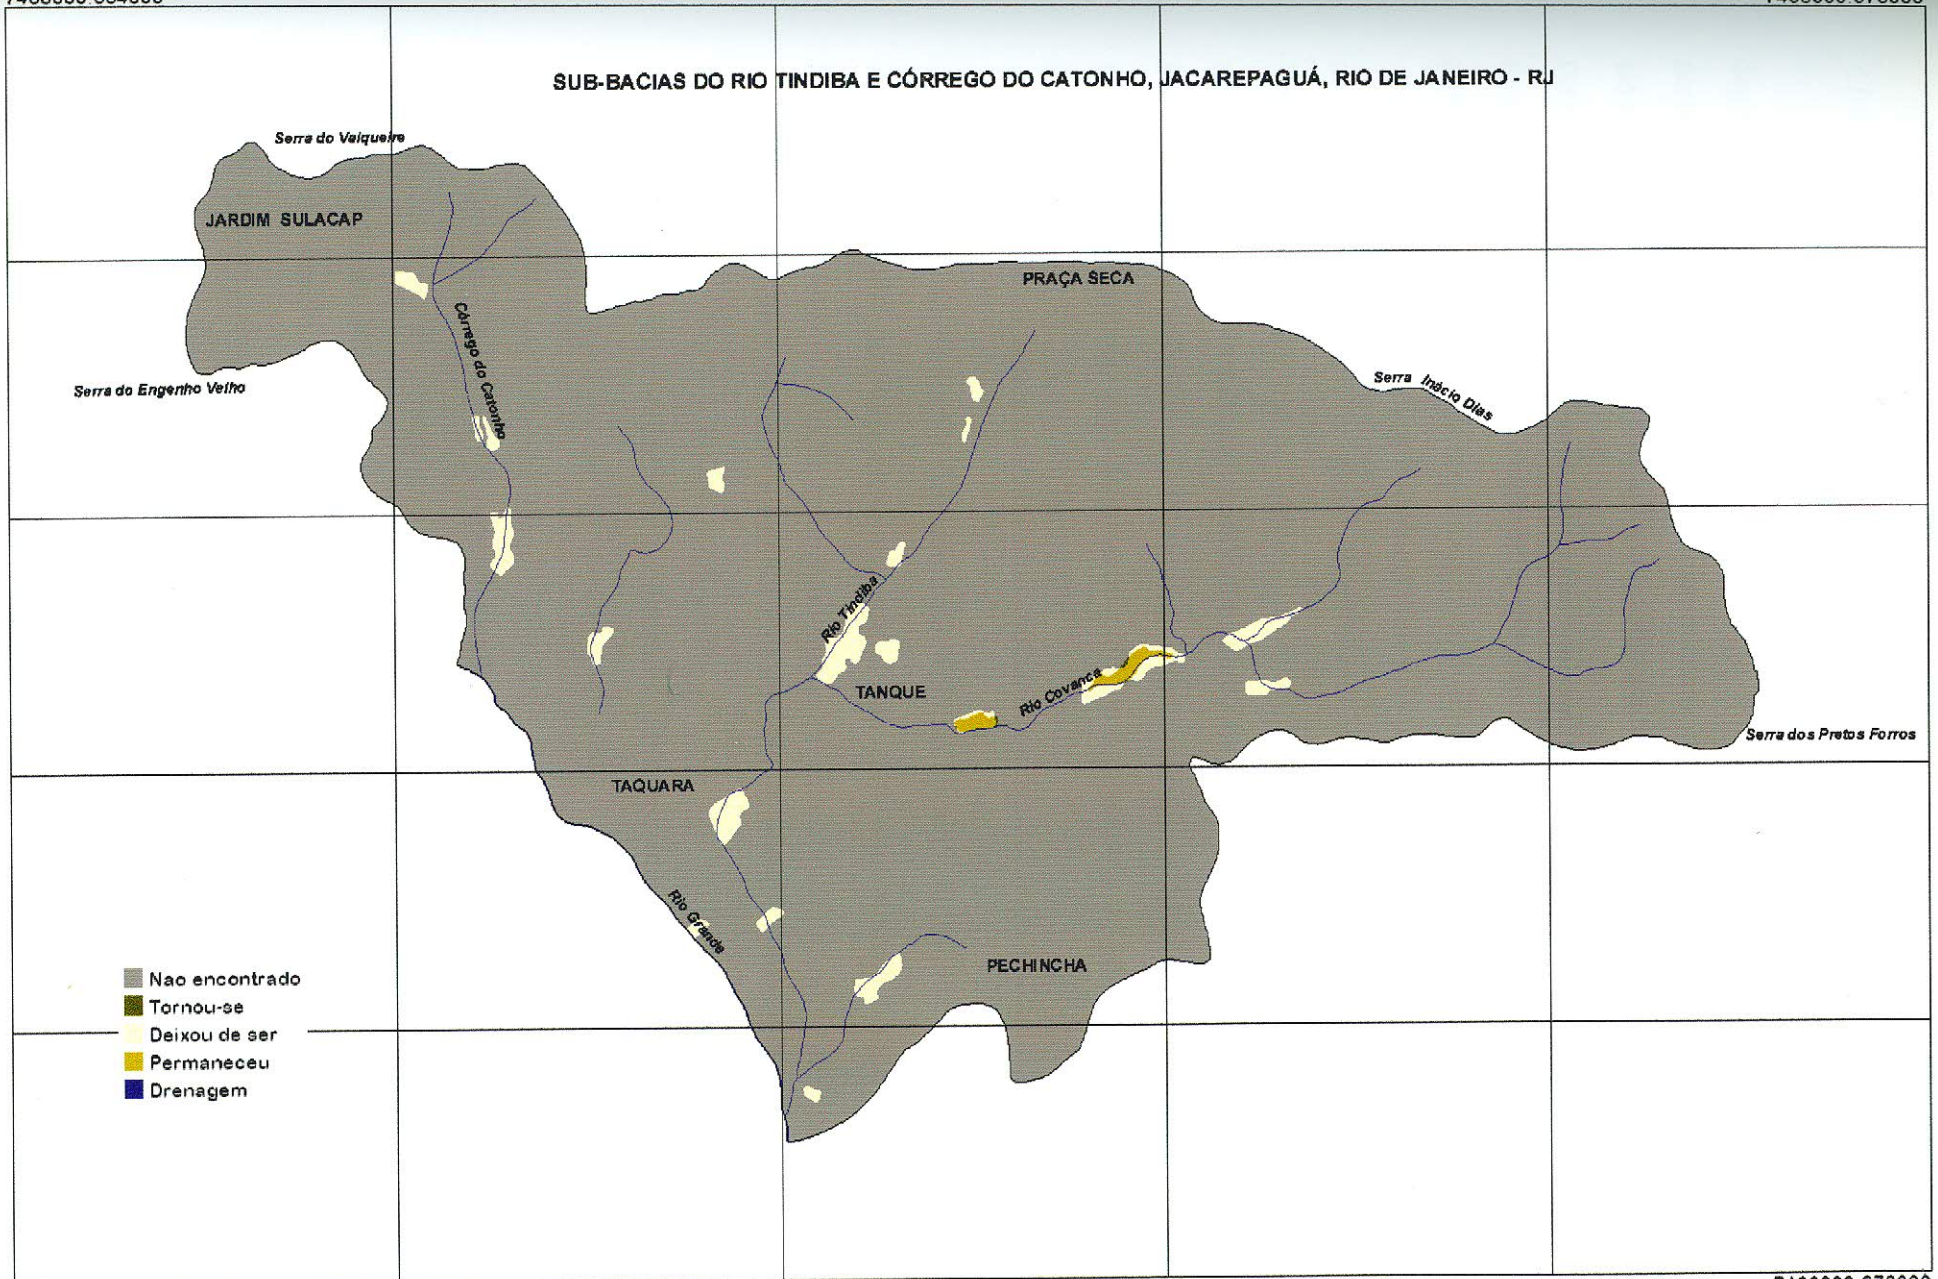 SUB-BACIAS DO RIO TINDIBA E CÓRREGO DO CATONHO, JACAREPAGUÁ, RIO DE JANEIRO - RJ
Serra do Valqueire
JARDIM SULACAP
PRAÇA SECA
Córrego do Catonho
Serra do Engenho Velho
Serra Inácio Dias
Rio Tindiba
TANQUE
Rio Covanca
Serra dos Pretos Forros
TAQUARA
Rio Grande
PECHINCHA
Nao encontrado
Tornou-se
Deixou de ser
Permaneceu
Drenagem